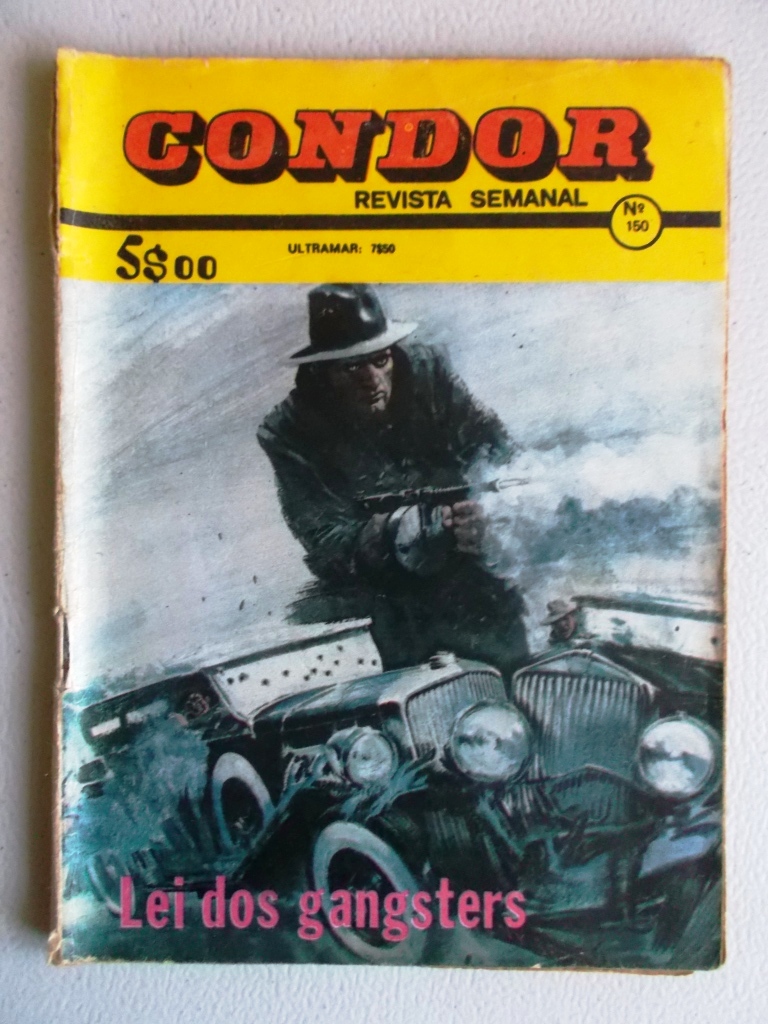 CONDOR
REVISTA SEMANAL
Nº
150
5$00
ULTRAMAR: 7$50
Lei dos gangsters